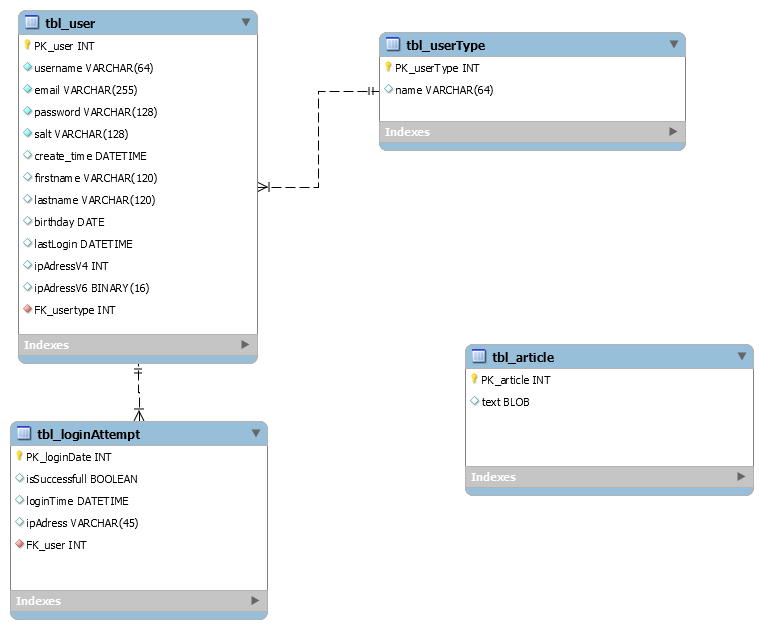 tbl_user
PK_user INT
username VARCHAR(64)
email VARCHAR(255)
password VARCHAR(128)
salt VARCHAR(128)
create_time DATETIME
firstname VARCHAR(120)
lastname VARCHAR(120)
birthday DATE
lastLogin DATETIME
ipAdressV4 INT
ipAdressV6 BINARY(16)
FK_usertype INT
Indexes
tbl_userType
PK_userType INT
name VARCHAR(64)
Indexes
tbl_article
PK_article INT
text BLOB
Indexes
tbl_loginAttempt
PK_loginDate INT
isSuccessfull BOOLEAN
loginTime DATETIME
ipAdress VARCHAR(45)
FK_user INT
Indexes